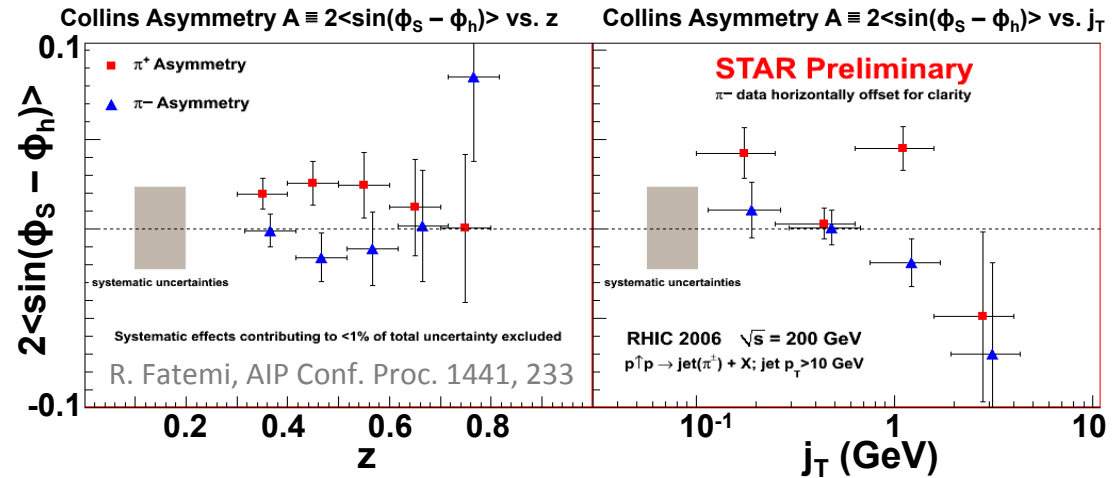 Collins Asymmetry A ≡ 2<sin(ϕS – ϕh)> vs. z
Collins Asymmetry A ≡ 2<sin(ϕS – ϕh)> vs. jT
2<sin(ϕS – ϕh)>
0.1
-0.1
π+ Asymmetry
π− Asymmetry
systematic uncertainties
Systematic effects contributing to <1% of total uncertainty excluded
R. Fatemi, AIP Conf. Proc. 1441, 233
0.2 0.4 0.6 0.8
z
STAR Preliminary
π− data horizontally offset for clarity
systematic uncertainties
RHIC 2006 √s = 200 GeV
p↑p → jet(π±) + X; jet pT>10 GeV
10-1 1 10
jT (GeV)